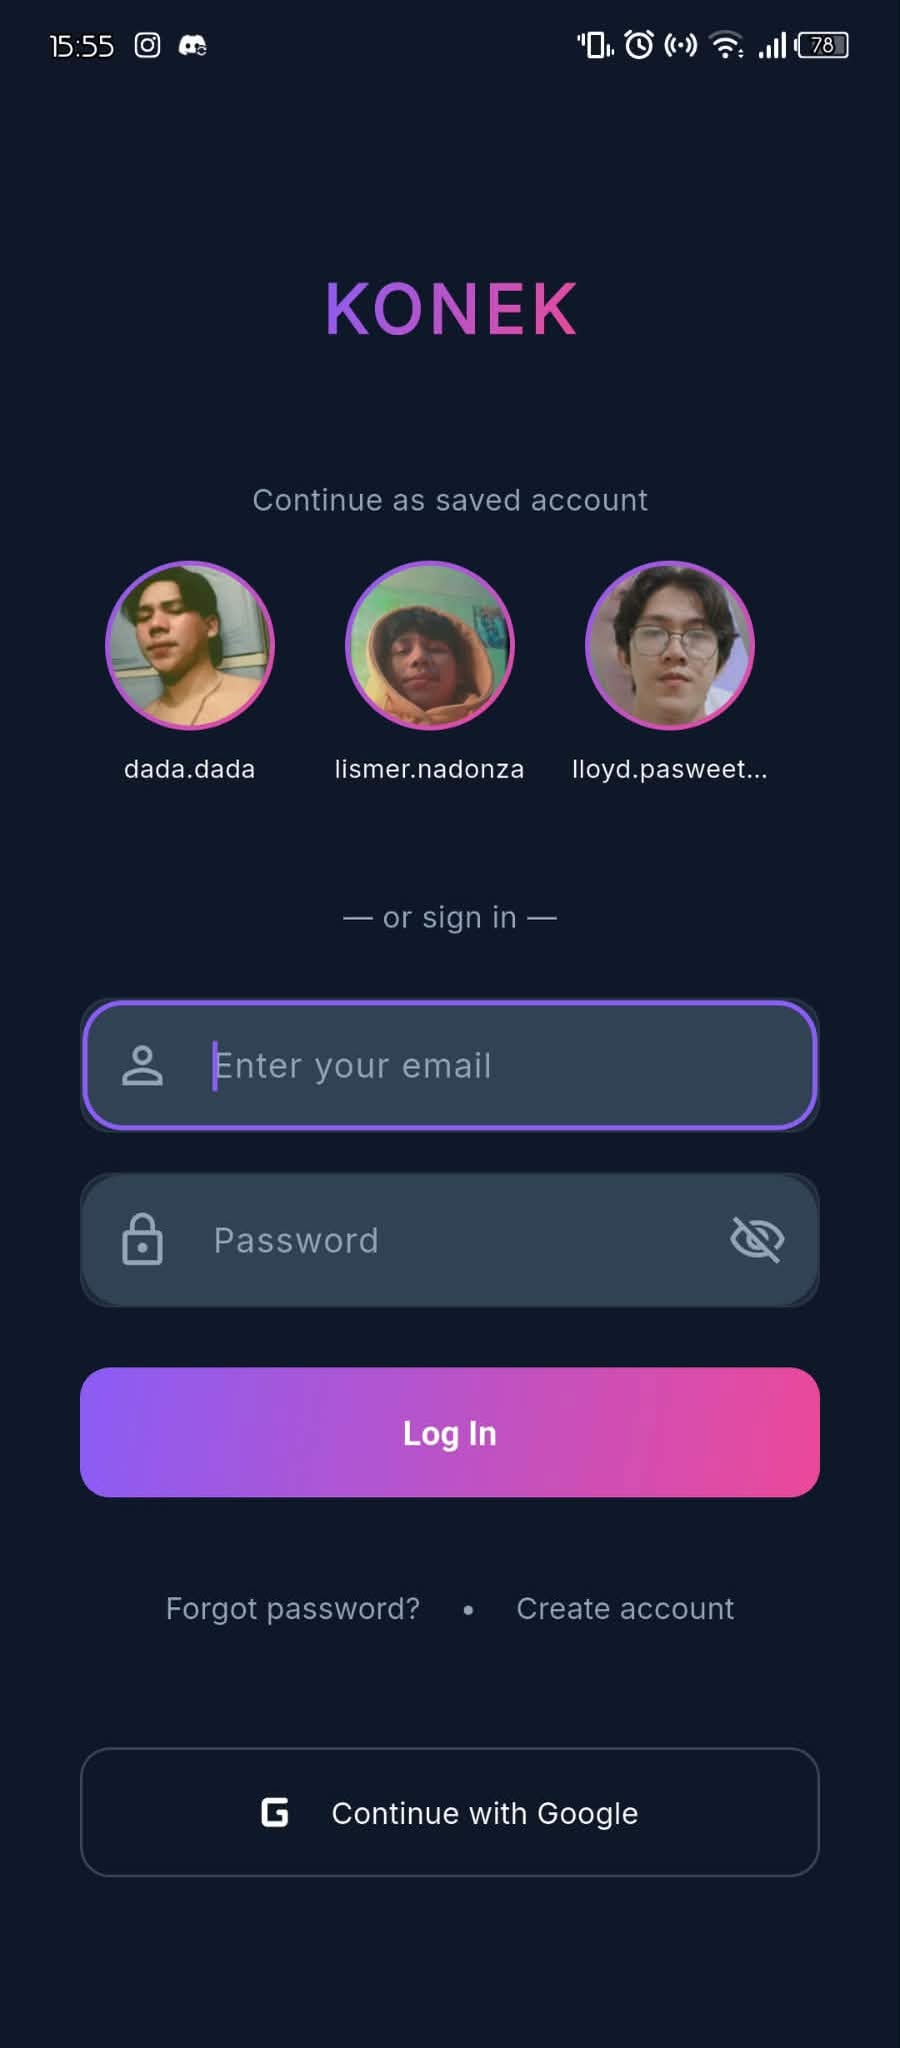 15:55
78
KONEK
Continue as saved account
dada.dada
lismer.nadonza
lloyd.pasweet...
— or sign in —
Enter your email
Password
Log In
Forgot password? • Create account
G Continue with Google